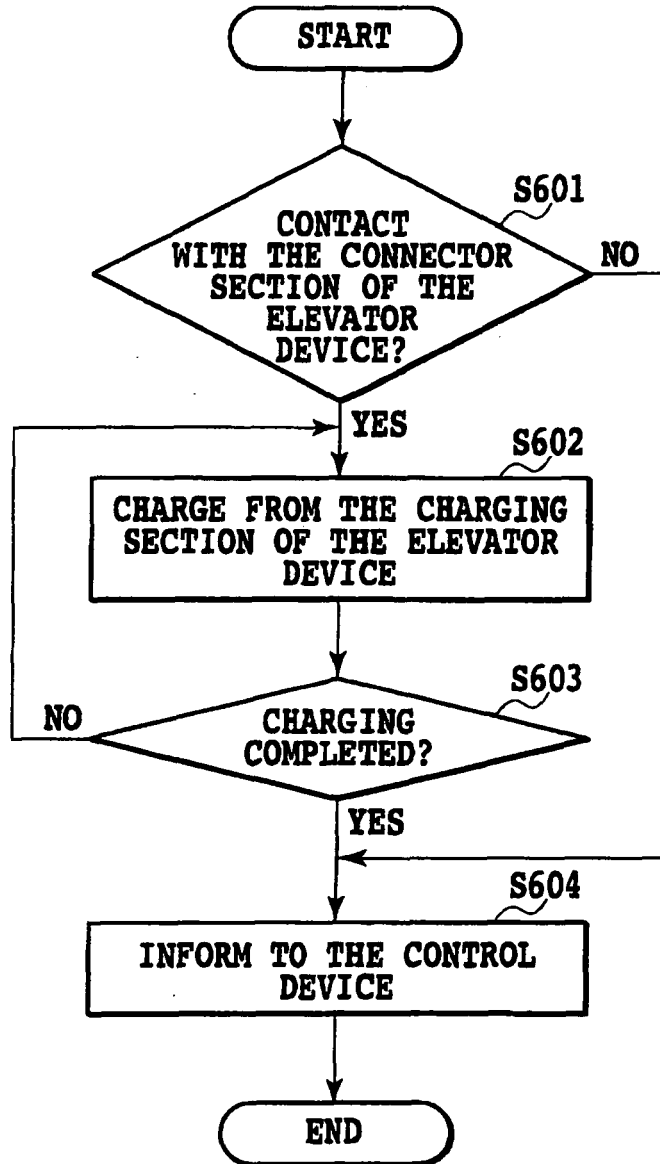 START
S601
CONTACT
WITH THE CONNECTOR
SECTION OF THE
ELEVATOR
DEVICE?
NO
YES
S602
CHARGE FROM THE CHARGING
SECTION OF THE ELEVATOR
DEVICE
S603
NO
CHARGING
COMPLETED?
YES
S604
INFORM TO THE CONTROL
DEVICE
END